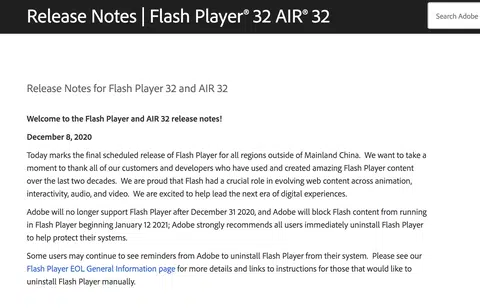 Release Notes | Flash Player® 32 AIR® 32
Search Adobe
Release Notes for Flash Player 32 and AIR 32
Welcome to the Flash Player and AIR 32 release notes!
December 8, 2020
Today marks the final scheduled release of Flash Player for all regions outside of Mainland China.  We want to take a
moment to thank all of our customers and developers who have used and created amazing Flash Player content
over the last two decades.  We are proud that Flash had a crucial role in evolving web content across animation,
interactivity, audio, and video.  We are excited to help lead the next era of digital experiences.
Adobe will no longer support Flash Player after December 31 2020, and Adobe will block Flash content from running
in Flash Player beginning January 12 2021; Adobe strongly recommends all users immediately uninstall Flash Player
to help protect their systems.
Some users may continue to see reminders from Adobe to uninstall Flash Player from their system.  Please see our
Flash Player EOL General Information page for more details and links to instructions for those that would like to
uninstall Flash Player manually.